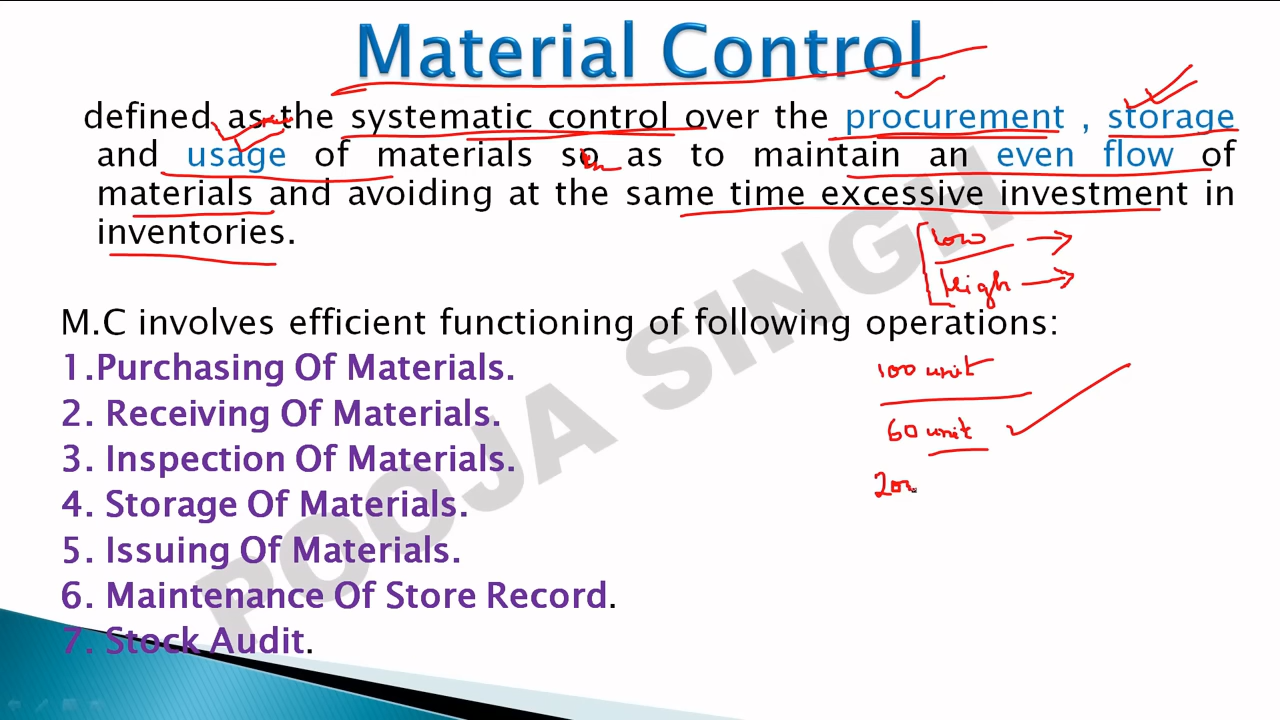 Material Control
defined as the systematic control over the procurement , storage
and usage of materials so as to maintain an even flow of
materials and avoiding at the same time excessive investment in
inventories.
low
High
M.C involves efficient functioning of following operations:
1.Purchasing Of Materials.
100 unit
2. Receiving Of Materials.
60 unit
3. Inspection Of Materials.
200
4. Storage Of Materials.
5. Issuing Of Materials.
6. Maintenance Of Store Record.
7. Stock Audit.
POOJA SINGH